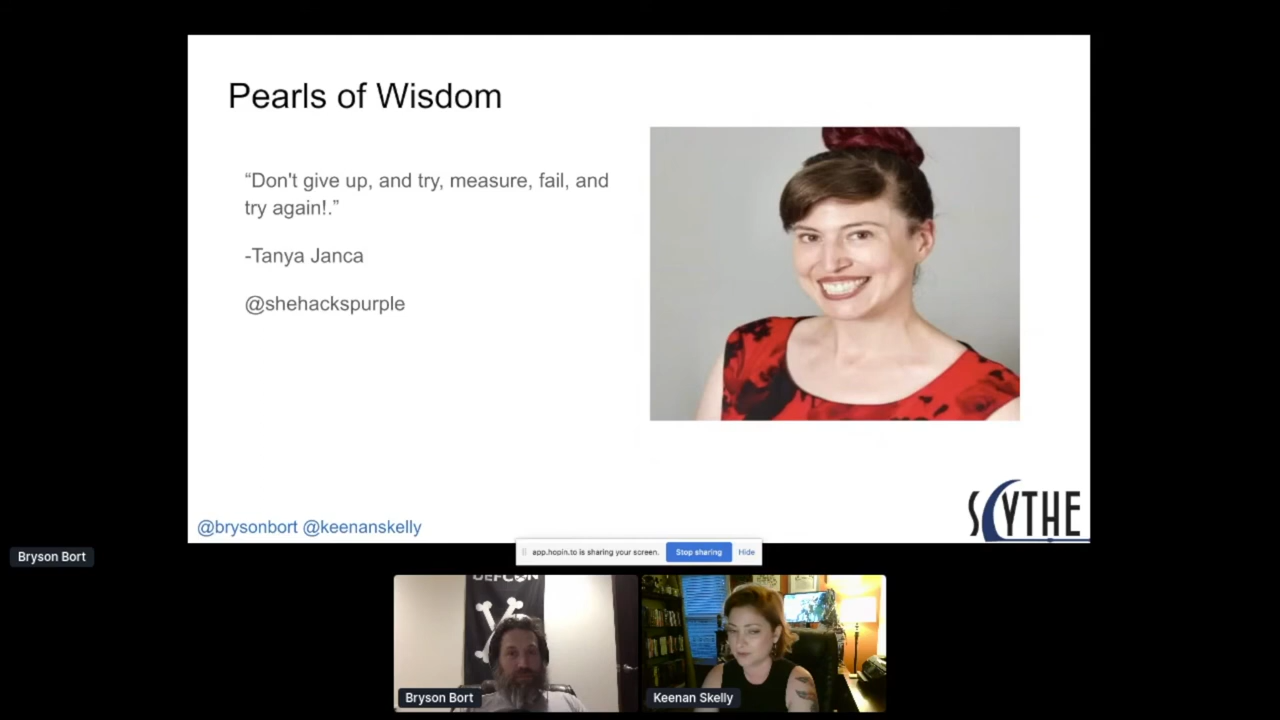 Pearls of Wisdom
“Don't give up, and try, measure, fail, and
try again!.”
-Tanya Janca
@shehackspurple
@brysonbort @keenanskelly
SCYTHE
Bryson Bort
app.hopin.to is sharing your screen.
Stop sharing
Hide
DEFCON
Bryson Bort
Keenan Skelly